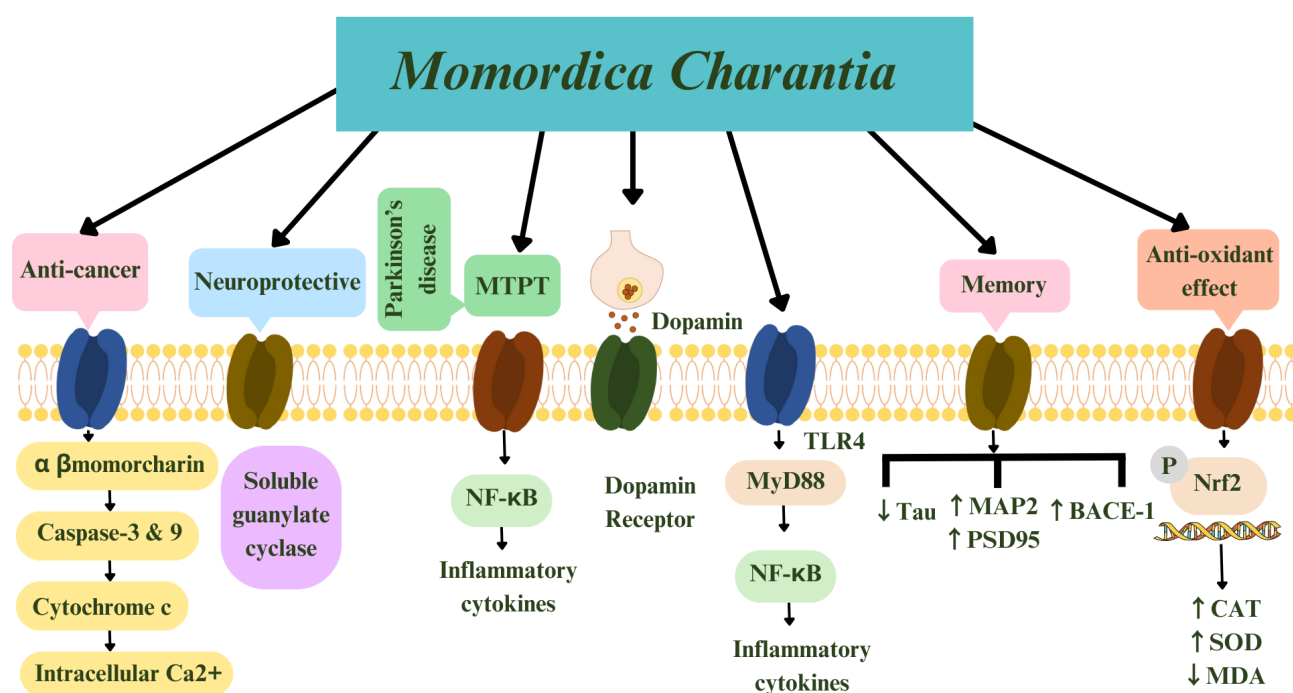 Momordica Charantia
Anti-cancer
α βmomorcharin
Caspase-3 & 9
Cytochrome c
Intracellular Ca2+
Neuroprotective
Soluble
guanylate
cyclase
Parkinson's
disease
MTPT
NF-κB
Inflammatory
cytokines
Dopamin
Dopamin
Receptor
TLR4
MyD88
NF-κB
Inflammatory
cytokines
Memory
↓ Tau
↑ MAP2
↑ PSD95
↑ BACE-1
Anti-oxidant
effect
P
Nrf2
↑ CAT
↑ SOD
↓ MDA